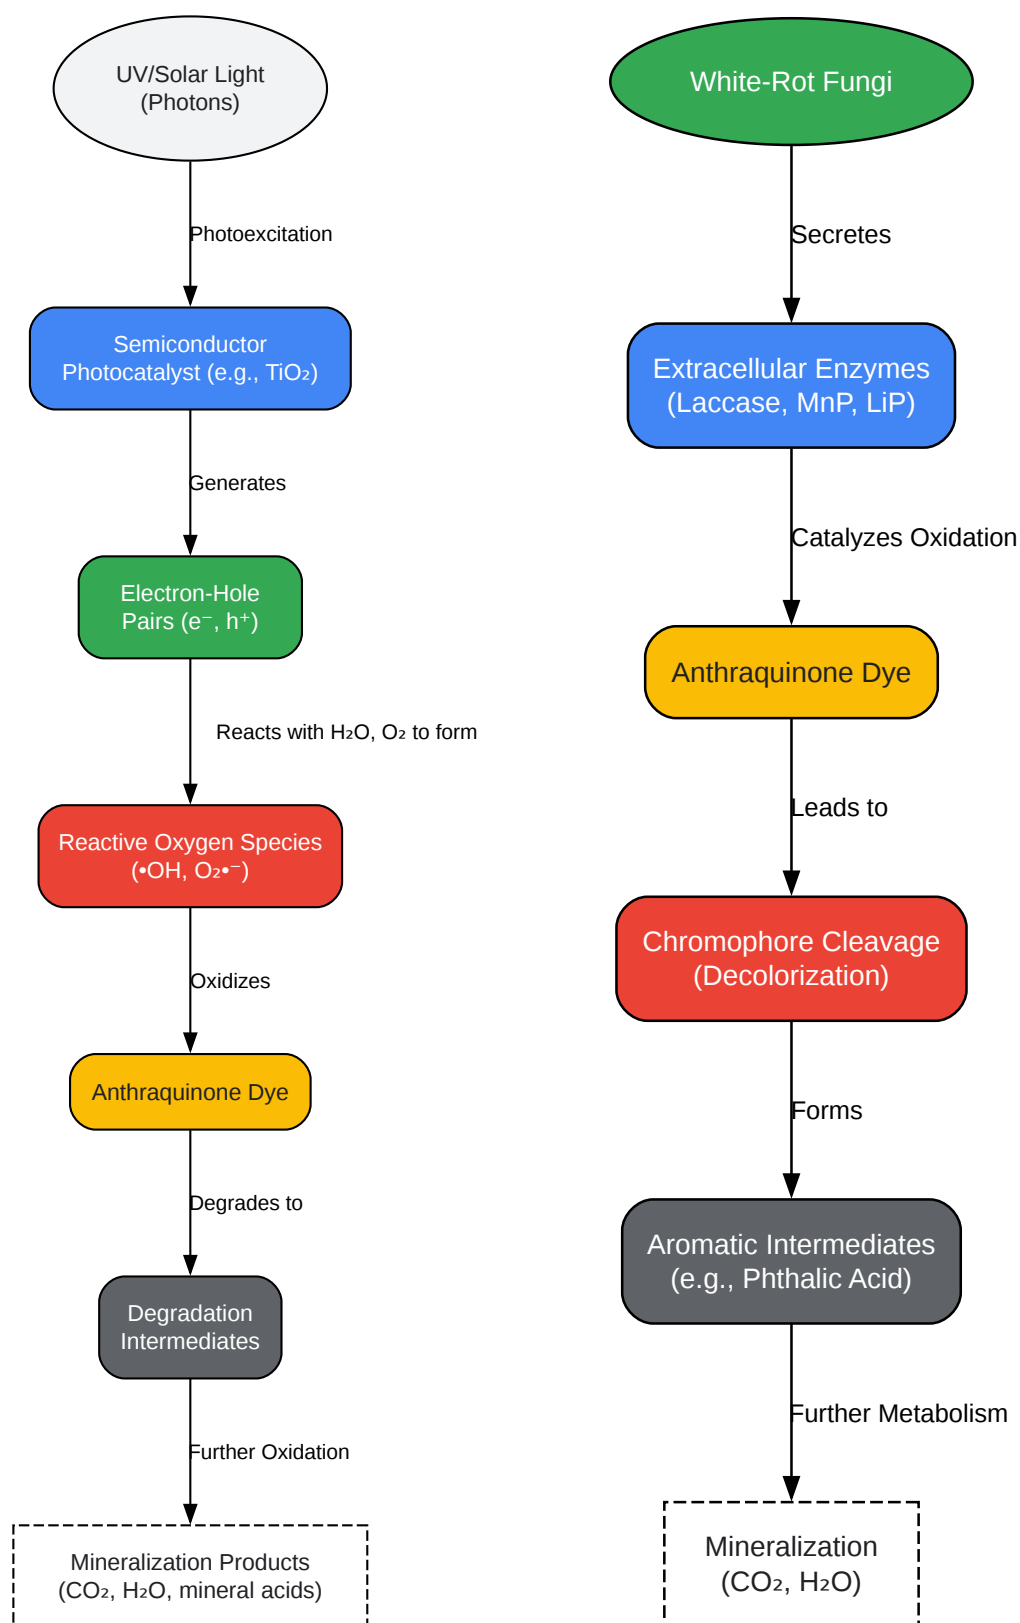 UV/Solar Light
(Photons)
Photoexcitation
Semiconductor
Photocatalyst (e.g., TiO₂)
Generates
Electron-Hole
Pairs (e⁻, h⁺)
Reacts with H₂O, O₂ to form
Reactive Oxygen Species
(•OH, O₂•⁻)
Oxidizes
Anthraquinone Dye
Degrades to
Degradation
Intermediates
Further Oxidation
Mineralization Products
(CO₂, H₂O, mineral acids)
White-Rot Fungi
Secretes
Extracellular Enzymes
(Laccase, MnP, LiP)
Catalyzes Oxidation
Anthraquinone Dye
Leads to
Chromophore Cleavage
(Decolorization)
Forms
Aromatic Intermediates
(e.g., Phthalic Acid)
Further Metabolism
Mineralization
(CO₂, H₂O)